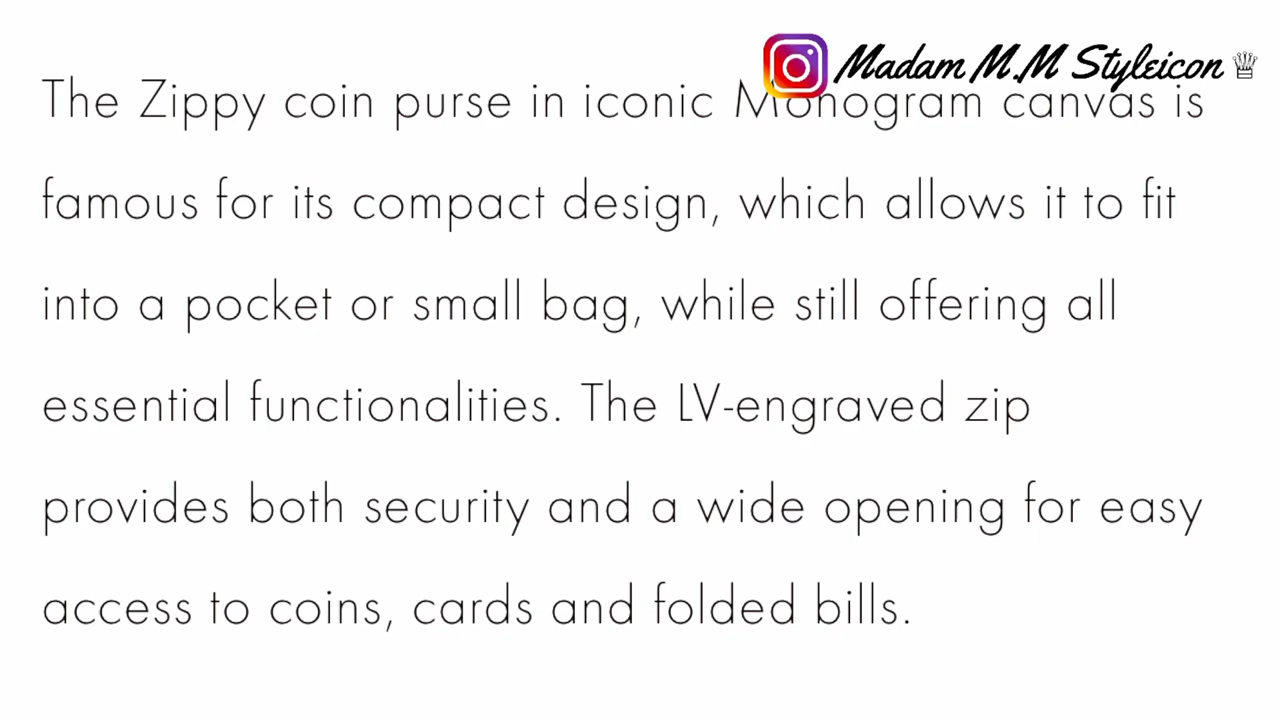 Madam M.M Styleicon ♕
The Zippy coin purse in iconic Monogram canvas is
famous for its compact design, which allows it to fit
into a pocket or small bag, while still offering all
essential functionalities. The LV-engraved zip
provides both security and a wide opening for easy
access to coins, cards and folded bills.